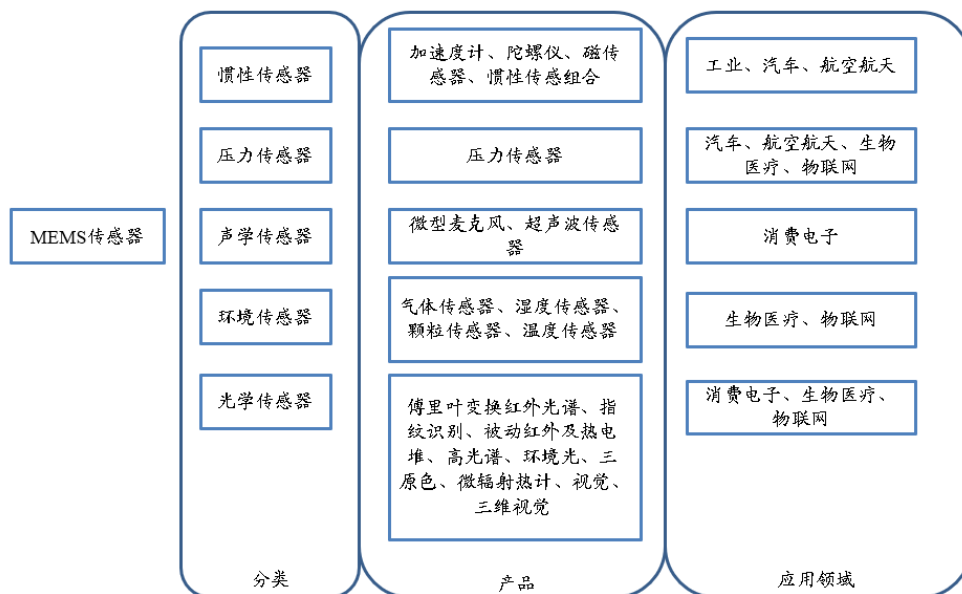 MEMS传感器
惯性传感器
压力传感器
声学传感器
环境传感器
光学传感器
分类
加速度计、陀螺仪、磁传
感器、惯性传感组合
压力传感器
微型麦克风、超声波传感
器
气体传感器、湿度传感器、
颗粒传感器、温度传感器
傅里叶变换红外光谱、指
纹识别、被动红外及热电
堆、高光谱、环境光、三
原色、微辐射热计、视觉、
三维视觉
产品
工业、汽车、航空航天
汽车、航空航天、生物
医疗、物联网
消费电子
生物医疗、物联网
消费电子、生物医疗、
物联网
应用领域